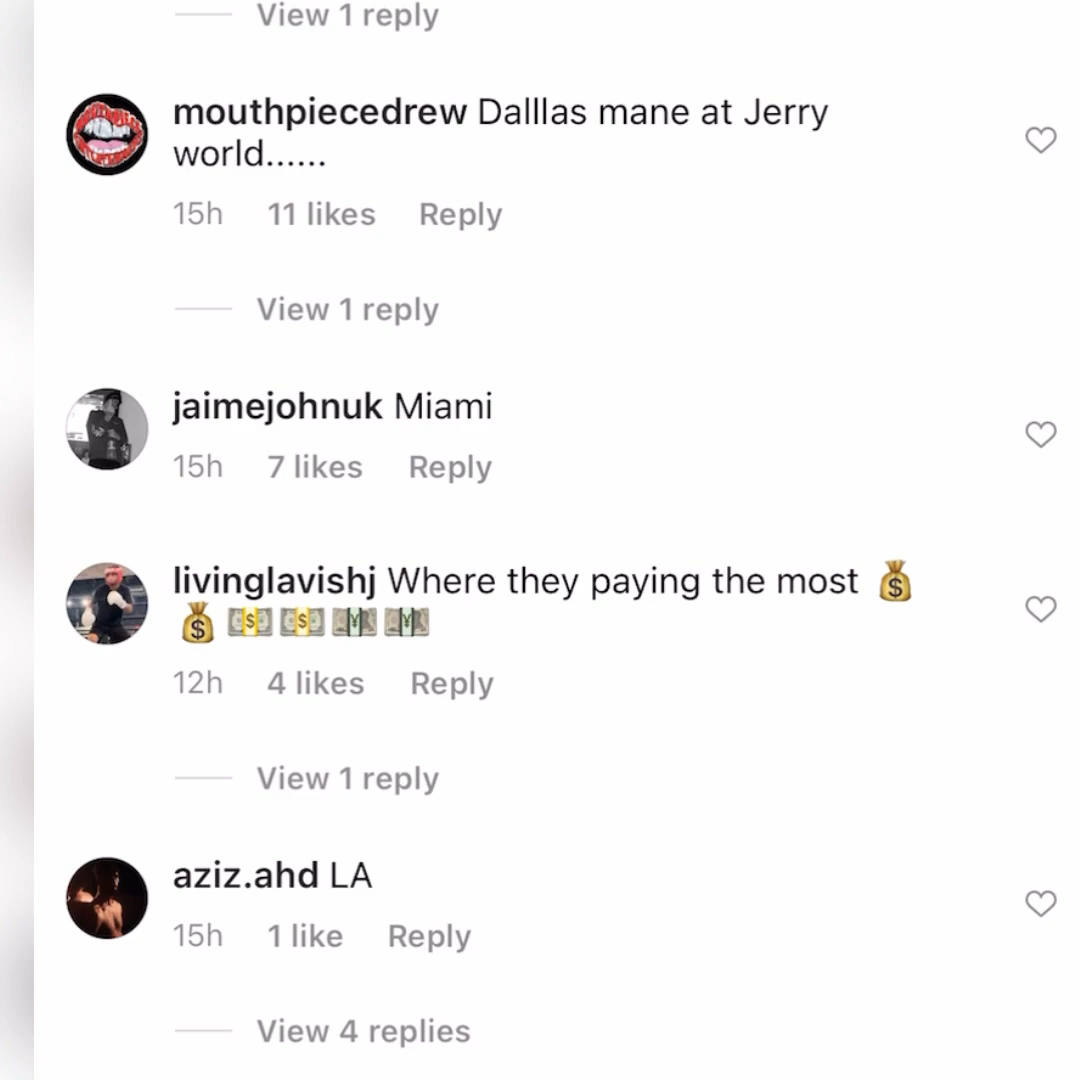 View 1 reply
mouthpiecedrew Dalllas mane at Jerry
world......
15h 11 likes Reply
View 1 reply
jaimejohnuk Miami
15h 7 likes Reply
livinglavishj Where they paying the most 💰
💰💵💵💴💴
12h 4 likes Reply
View 1 reply
aziz.ahd LA
15h 1 like Reply
View 4 replies